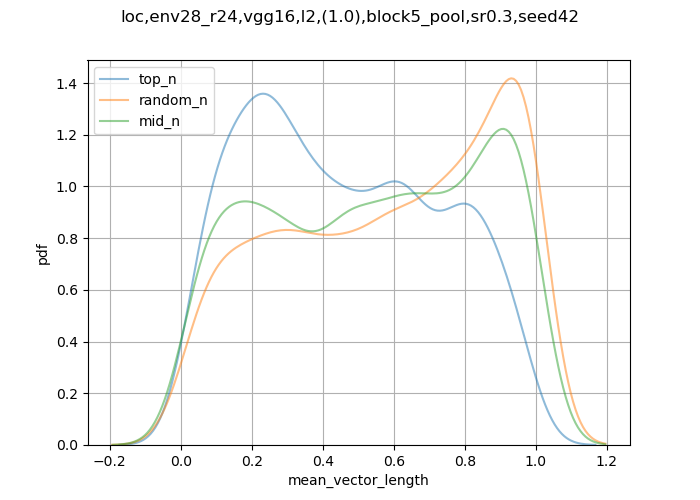 loc,env28_r24,vgg16,l2,(1.0),block5_pool,sr0.3,seed42
top_n
random_n
mid_n
pdf
1.4
1.2
1.0
0.8
0.6
0.4
0.2
0.0
−0.2 0.0 0.2 0.4 0.6 0.8 1.0 1.2
mean_vector_length